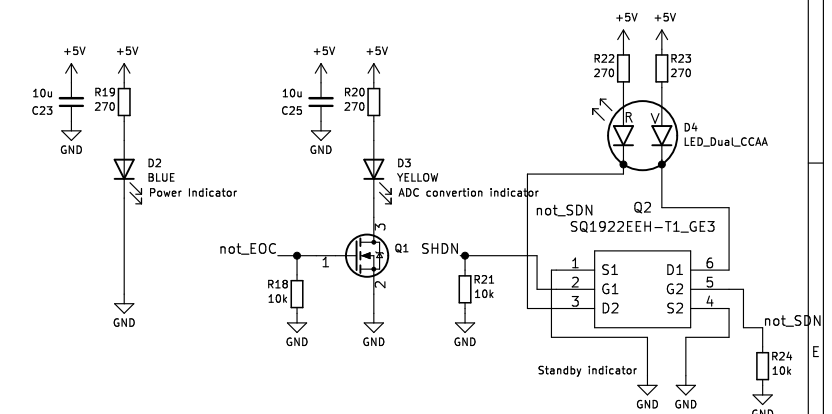 +5V +5V
10u
C23
R19
270
GND
D2
BLUE
Power Indicator
GND
+5V +5V
10u
C25
R20
270
GND
D3
YELLOW
ADC convertion indicator
not_EOC
1
3
Q1
2
R18
10k
GND
GND
+5V +5V
R22
270
R23
270
R V
D4
LED_Dual_CCAA
not_SDN
Q2
SQ1922EEH-T1_GE3
SHDN
R21
10k
GND
1 S1 D1 6
2 G1 G2 5
3 D2 S2 4
not_SDN
R24
10k
GND
Standby indicator
GND GND
E